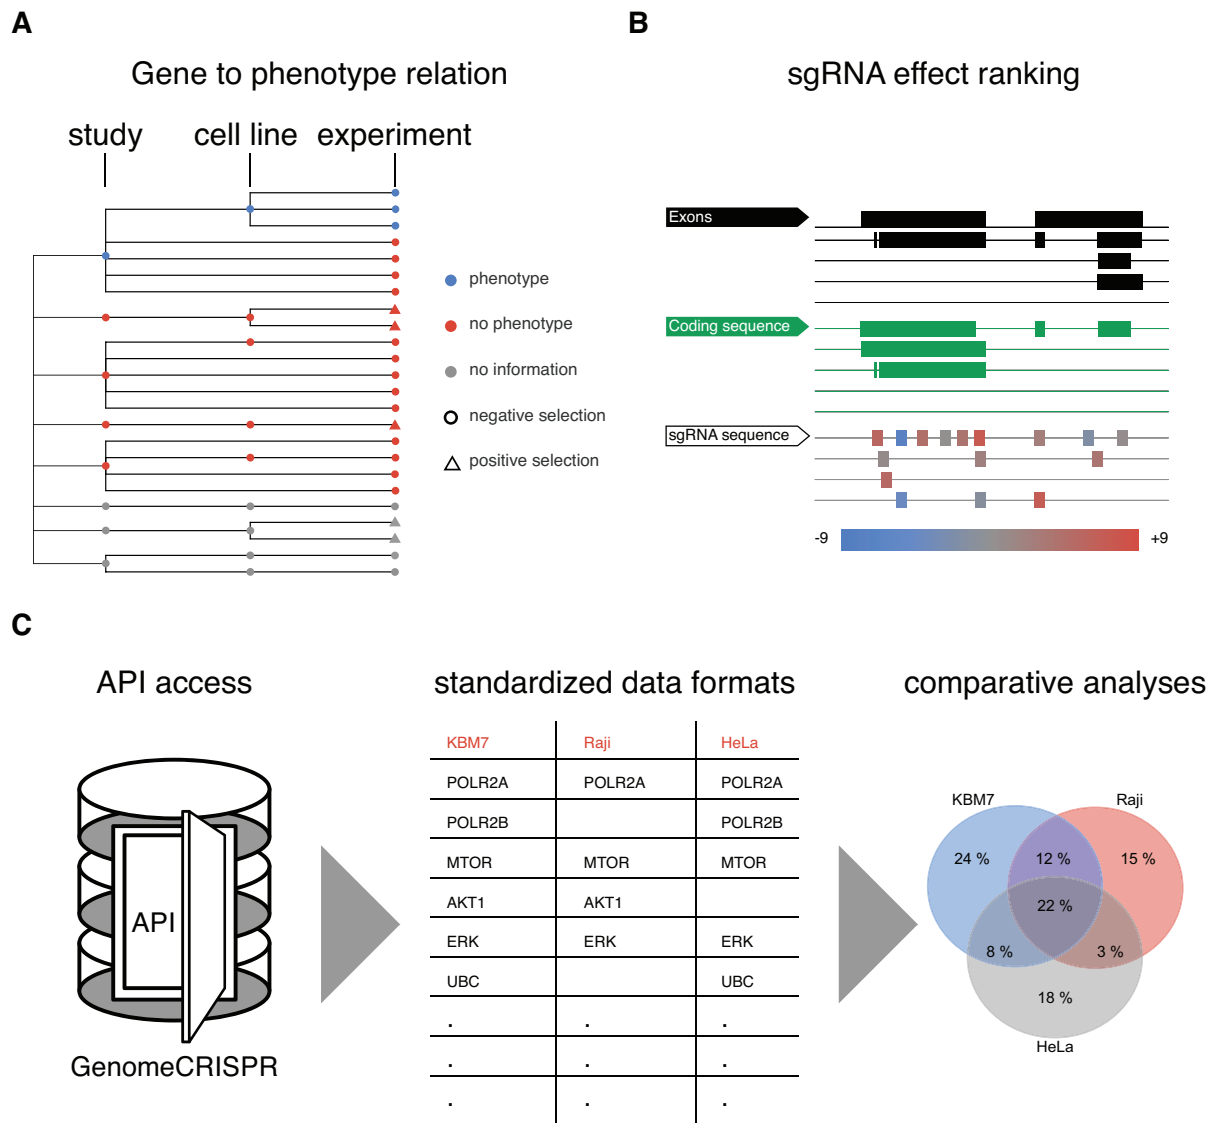 A
Gene to phenotype relation
study cell line experiment
phenotype
no phenotype
no information
negative selection
positive selection
B
sgRNA effect ranking
Exons
Coding sequence
sgRNA sequence
-9 +9
C
API access
API
GenomeCRISPR
standardized data formats
KBM7 Raji HeLa
POLR2A POLR2A POLR2A
POLR2B POLR2B
MTOR MTOR MTOR
AKT1 AKT1
ERK ERK ERK
UBC UBC
. . .
. . .
. . .
comparative analyses
KBM7 Raji
24 % 12 % 15 %
22 %
8 % 3 %
18 %
HeLa